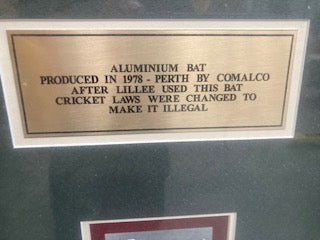 ALUMINIUM BAT
PRODUCED IN 1978 - PERTH BY COMALCO
AFTER LILLEE USED THIS BAT
CRICKET LAWS WERE CHANGED TO
MAKE IT ILLEGAL